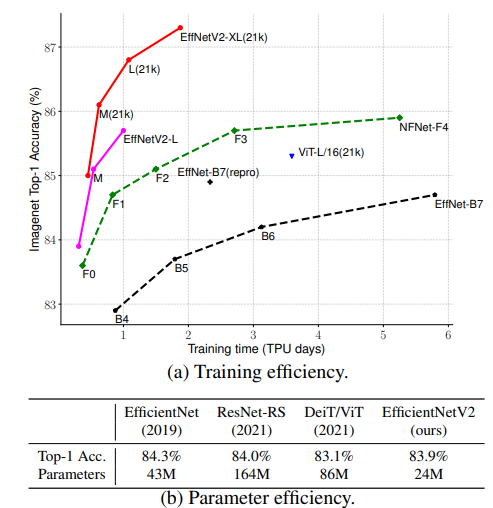 87
86
85
84
83
Imagenet Top-1 Accuracy (%)
EffNetV2-XL(21k)
L(21k)
M(21k)
EffNetV2-L
M
NFNet-F4
F3
ViT-L/16(21k)
EffNet-B7(repro)
F2
F1
EffNet-B7
B6
F0
B5
B4
1 2 3 4 5 6
Training time (TPU days)
(a) Training efficiency.
EfficientNet ResNet-RS DeiT/ViT EfficientNetV2
(2019) (2021) (2021) (ours)
Top-1 Acc. 84.3% 84.0% 83.1% 83.9%
Parameters 43M 164M 86M 24M
(b) Parameter efficiency.